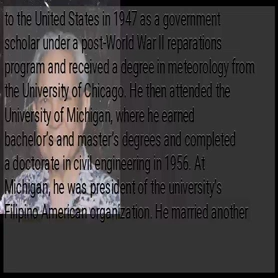 to the United States in 1947 as a government
scholar under a post-World War II reparations
program and received a degree in meteorology from
the University of Chicago. He then attended the
University of Michigan, where he earned
bachelor's and master's degrees and completed
a doctorate in civil engineering in 1956. At
Michigan, he was president of the university's
Filipino American organization. He married another